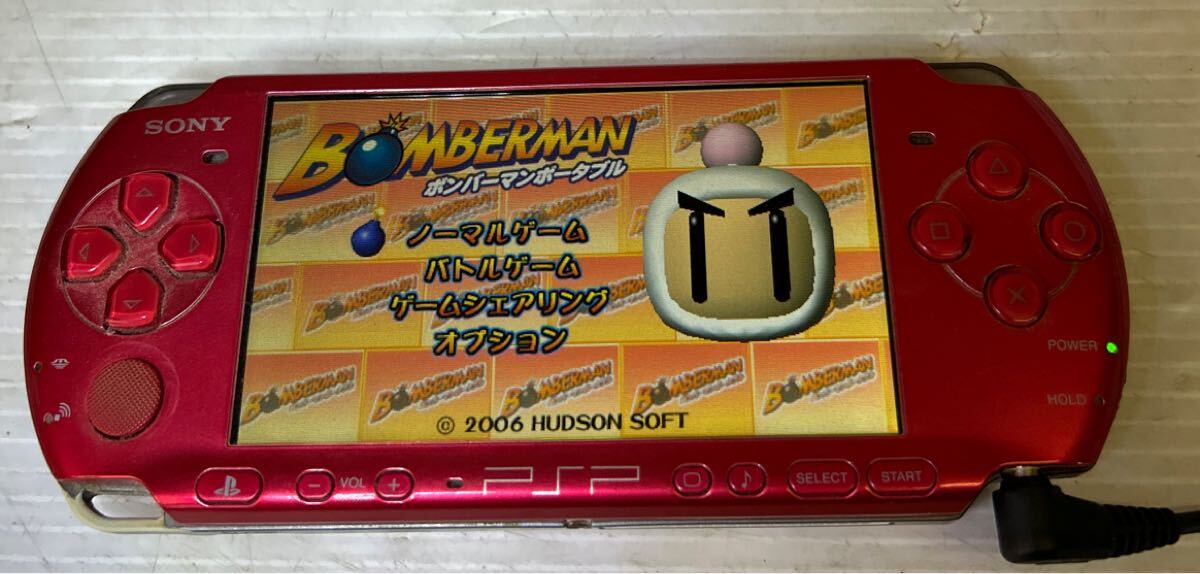 SONY
BOMBERMAN
ボンバーマンポータブル
ノーマルゲーム
バトルゲーム
ゲームシェアリング
オプション
© 2006 HUDSON SOFT
POWER
HOLD
VOL
PSP
SELECT
START